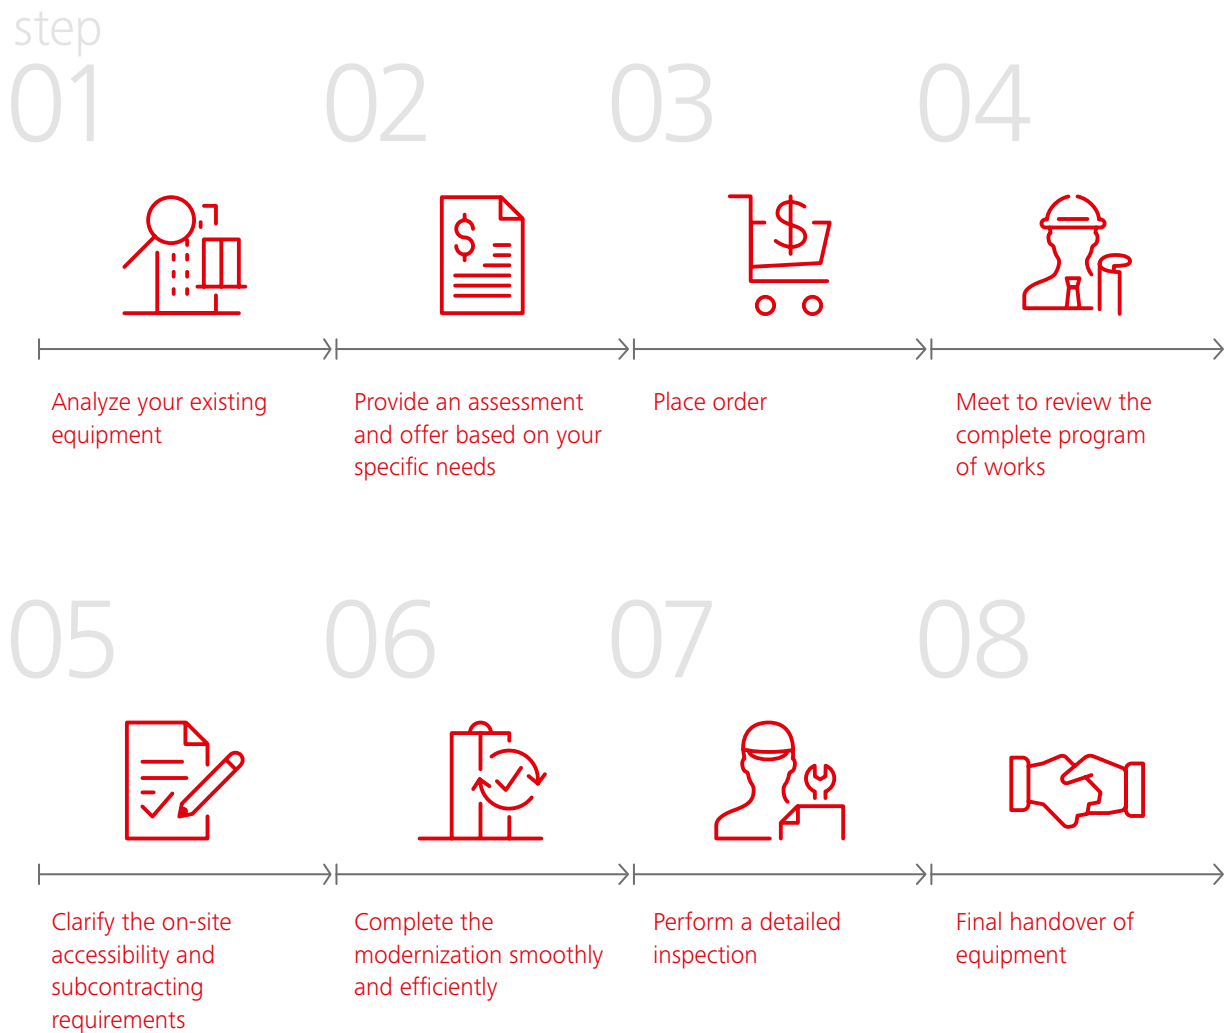 step
01
02
03
04
Analyze your existing
equipment
Provide an assessment
and offer based on your
specific needs
Place order
Meet to review the
complete program
of works
05
06
07
08
Clarify the on-site
accessibility and
subcontracting
requirements
Complete the
modernization smoothly
and efficiently
Perform a detailed
inspection
Final handover of
equipment